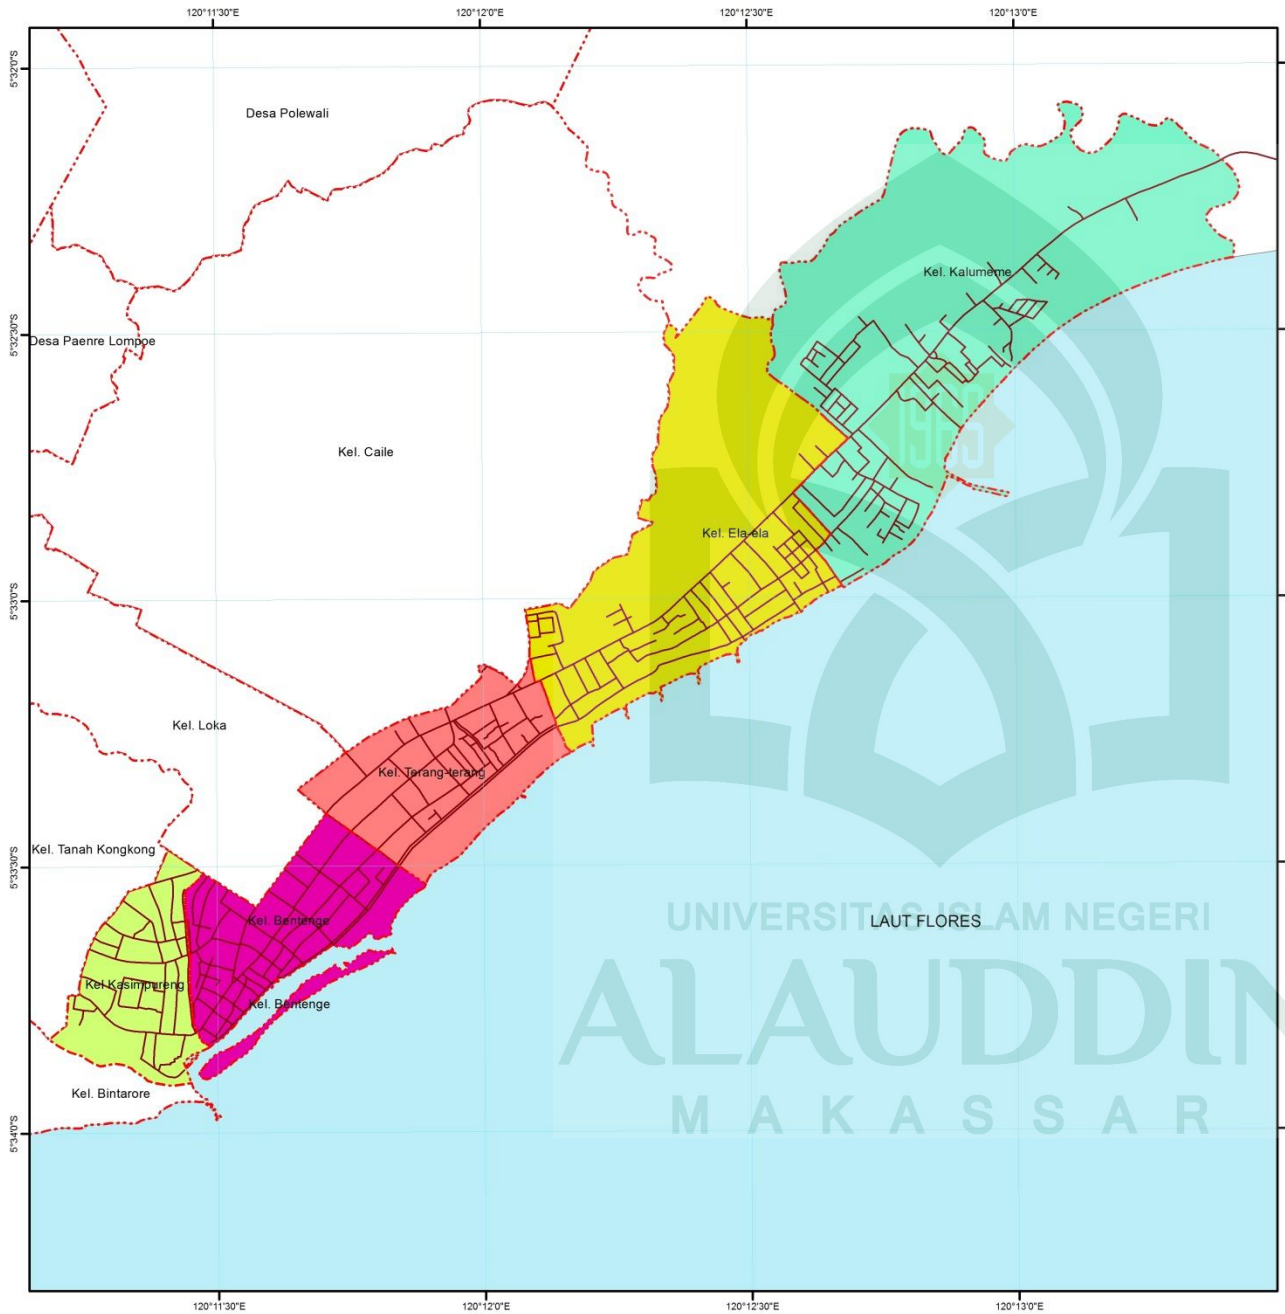 120°11'30"E
120°12'0"E
120°12'30"E
120°13'0"E
5°32'0"S
Desa Polewali
Kel. Kalumeme
5°32'30"S
Desa Paenre Lompoe
1965
Kel. Caile
Kel. Ela-ela
5°33'0"S
Kel. Loka
Kel. Terang-terang
Kel. Tanah Kongkong
5°33'30"S
Kel. Bentenge
LAUT FLORES
UNIVERSITAS ISLAM NEGERI
Kel Kasimpureng
Kel. Bentenge
ALAUDDIN
Kel. Bintarore
MAKASSAR
5°34'0"S
120°11'30"E
120°12'0"E
120°12'30"E
120°13'0"E